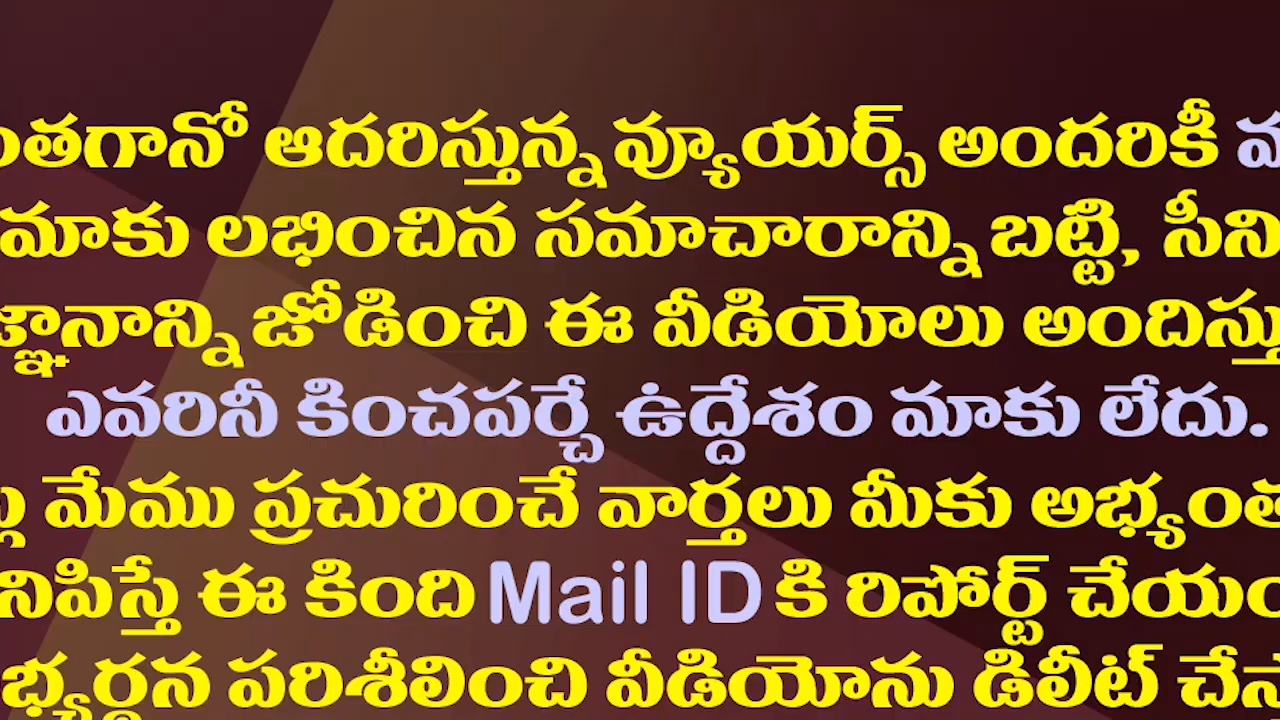 ంతగానో ఆదరిస్తున్న వ్యూయర్స్ అందరికీ
మాకు లభించిన సమాచారాన్ని బట్టి, సీని
జ్ఞానాన్ని జోడించి ఈ వీడియోలు అందిస్తు
ఎవరినీ కించపర్చే ఉద్దేశం మాకు లేదు.
మేము ప్రచురించే వార్తలు మీకు అభ్యంత
నిపిస్తే ఈ కింది Mail ID కి రిపోర్ట్ చేయం
భ్యర్థన పరిశీలించి వీడియోను డిలీట్ చేస